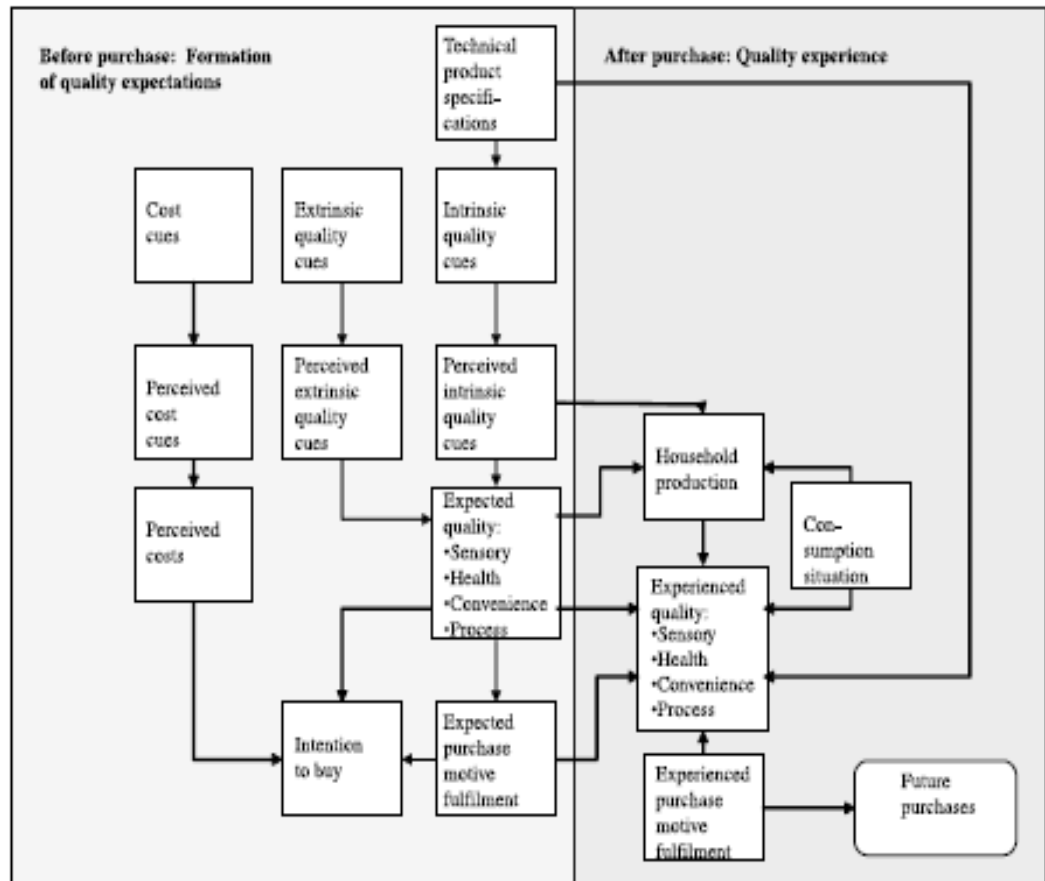 Before purchase: Formation
of quality expectations
Technical
product
specifi-
cations
After purchase: Quality experience
Cost
cues
Extrinsic
quality
cues
Intrinsic
quality
cues
Perceived
cost
cues
Perceived
extrinsic
quality
cues
Perceived
intrinsic
quality
cues
Household
production
Perceived
costs
Expected
quality:
•Sensory
•Health
•Convenience
•Process
Con-
sumption
situation
Experienced
quality:
•Sensory
•Health
•Convenience
•Process
Intention
to buy
Expected
purchase
motive
fulfilment
Experienced
purchase
motive
fulfilment
Future
purchases